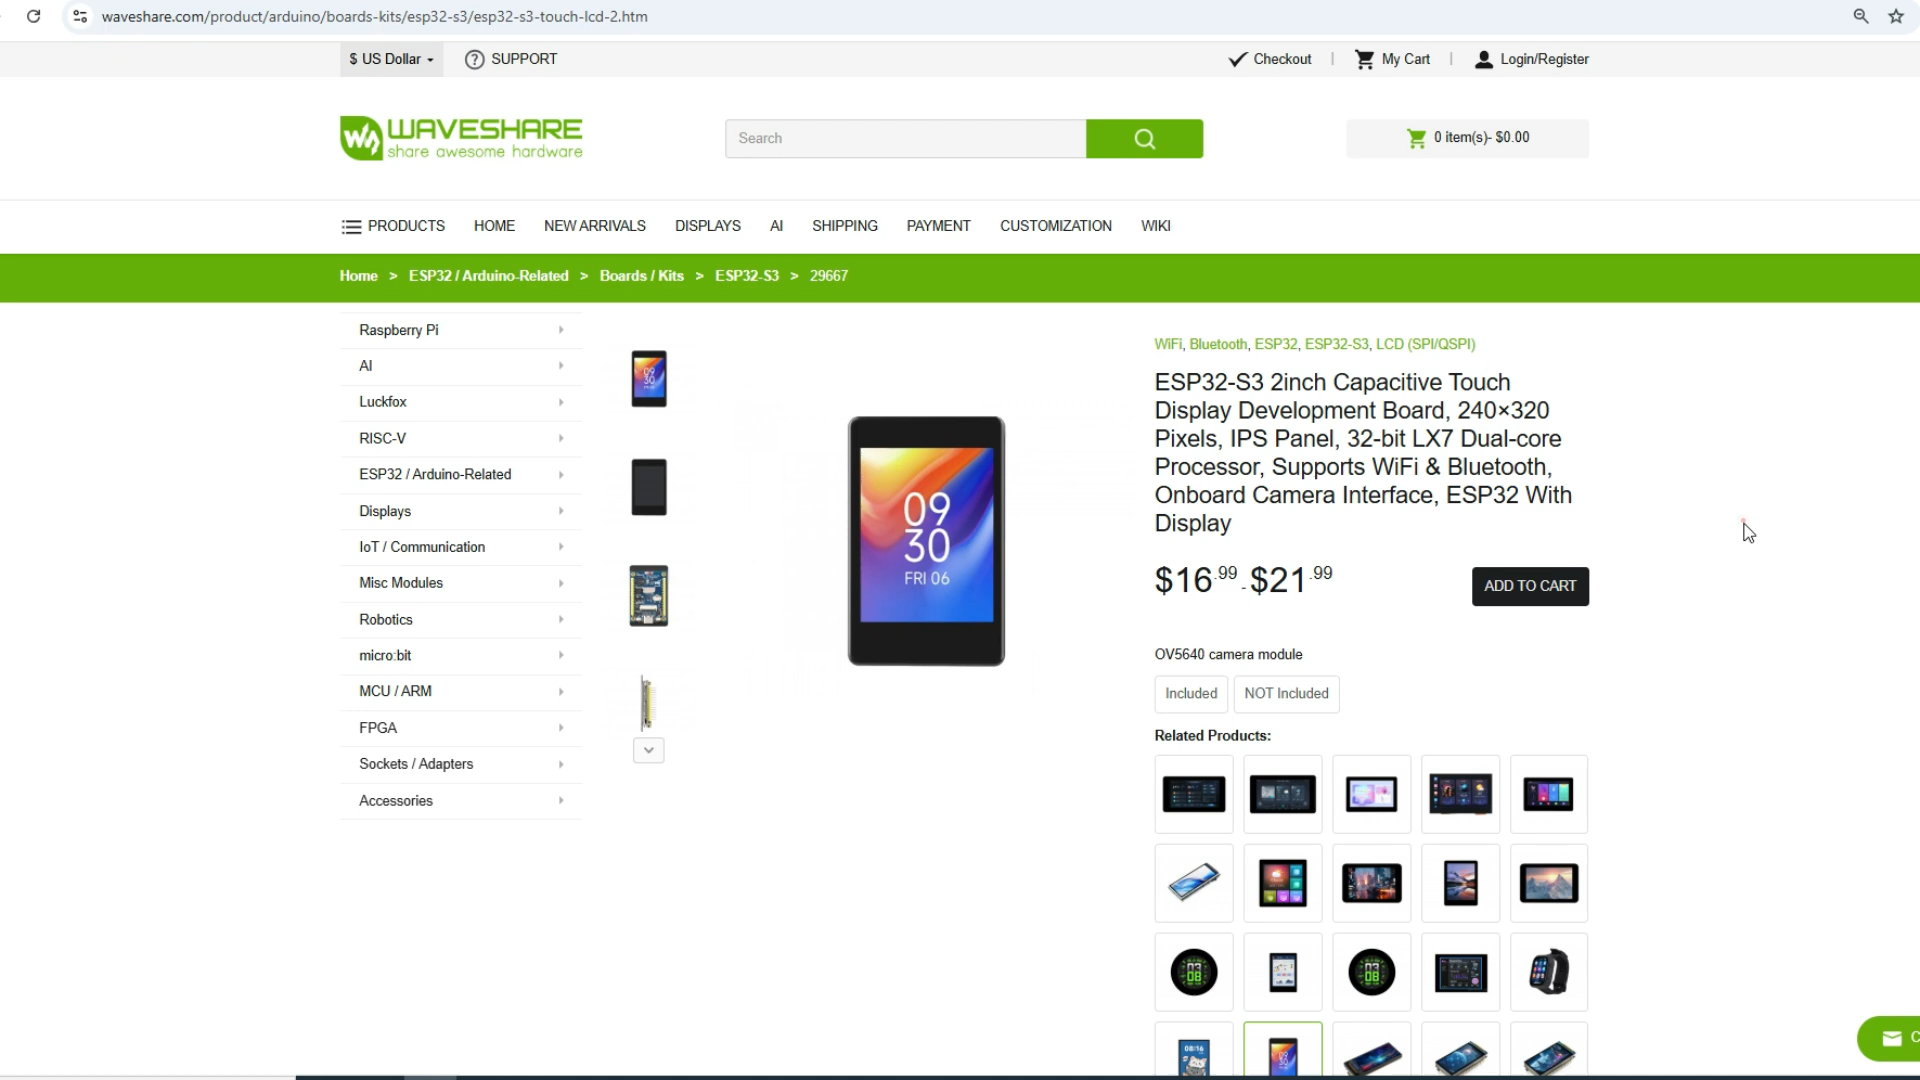 waveshare.com/product/arduino/boards-kits/esp32-s3/esp32-s3-touch-lcd-2.htm
$ US Dollar
SUPPORT
Checkout
My Cart
Login/Register
WAVESHARE
share awesome hardware
Search
0 item(s)- $0.00
PRODUCTS
HOME
NEW ARRIVALS
DISPLAYS
AI
SHIPPING
PAYMENT
CUSTOMIZATION
WIKI
Home > ESP32 / Arduino-Related > Boards / Kits > ESP32-S3 > 29667
Raspberry Pi
AI
Luckfox
RISC-V
ESP32 / Arduino-Related
Displays
IoT / Communication
Misc Modules
Robotics
micro:bit
MCU / ARM
FPGA
Sockets / Adapters
Accessories
09
30
FRI 06
WiFi, Bluetooth, ESP32, ESP32-S3, LCD (SPI/QSPI)
ESP32-S3 2inch Capacitive Touch
Display Development Board, 240×320
Pixels, IPS Panel, 32-bit LX7 Dual-core
Processor, Supports WiFi & Bluetooth,
Onboard Camera Interface, ESP32 With
Display
$16.99-$21.99
ADD TO CART
OV5640 camera module
Included
NOT Included
Related Products:
03
08
03
08
08:16